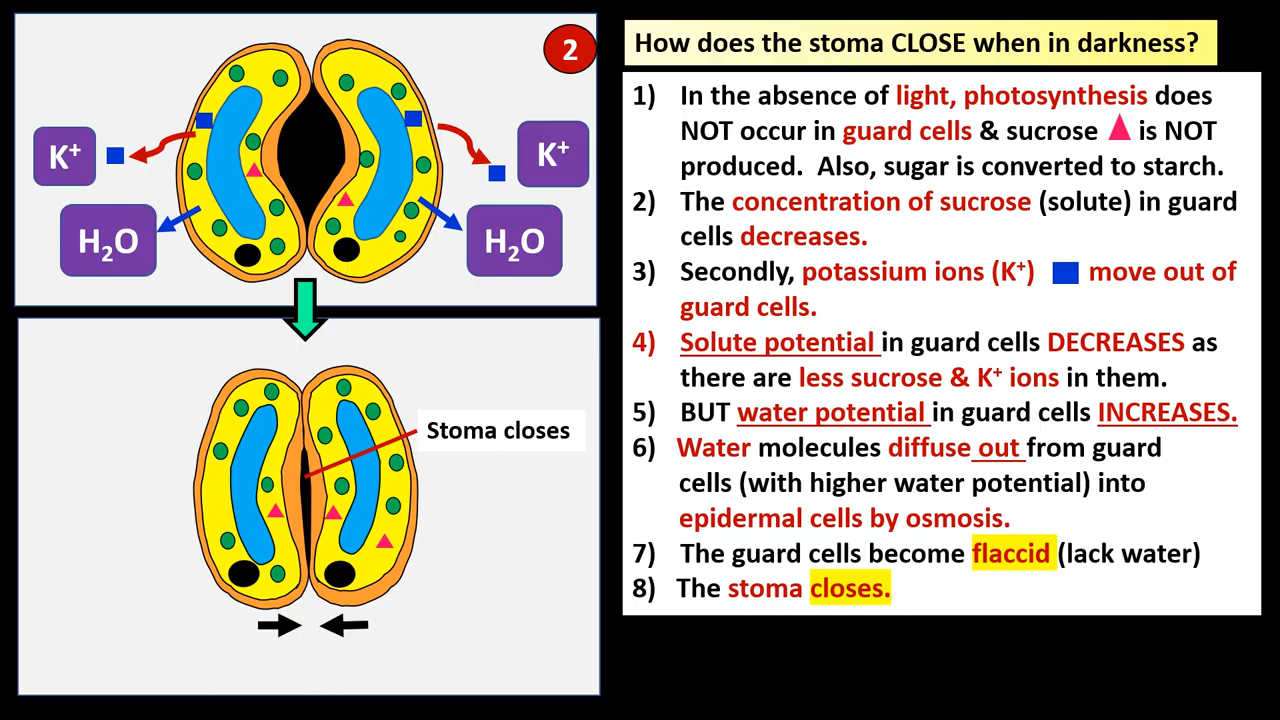 2
K⁺
K⁺
H₂O
H₂O
Stoma closes
How does the stoma CLOSE when in darkness?
1) In the absence of light, photosynthesis does
NOT occur in guard cells & sucrose is NOT
produced. Also, sugar is converted to starch.
2) The concentration of sucrose (solute) in guard
cells decreases.
3) Secondly, potassium ions (K⁺) move out of
guard cells.
4) Solute potential in guard cells DECREASES as
there are less sucrose & K⁺ ions in them.
5) BUT water potential in guard cells INCREASES.
6) Water molecules diffuse out from guard
cells (with higher water potential) into
epidermal cells by osmosis.
7) The guard cells become flaccid (lack water)
8) The stoma closes.